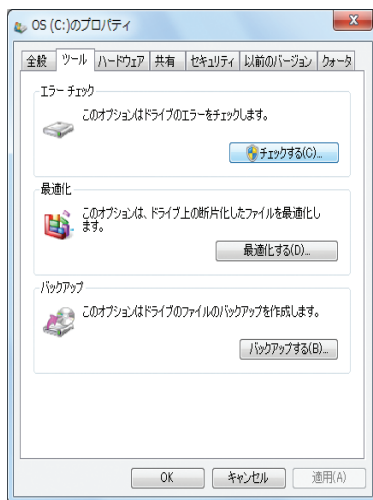 OS (C:)のプロパティ
全般 ツール ハードウェア 共有 セキュリティ 以前のバージョン クォータ
エラー チェック
このオプションはドライブのエラーをチェックします。
チェックする(C)...
最適化
このオプションは、ドライブ上の断片化したファイルを最適化し
ます。
最適化する(D)...
バックアップ
このオプションはドライブのファイルのバックアップを作成します。
バックアップする(B)...
OK キャンセル 適用(A)